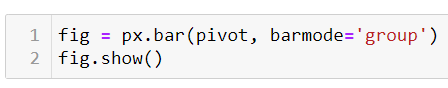 1 fig = px.bar(pivot, barmode='group')
2 fig.show()